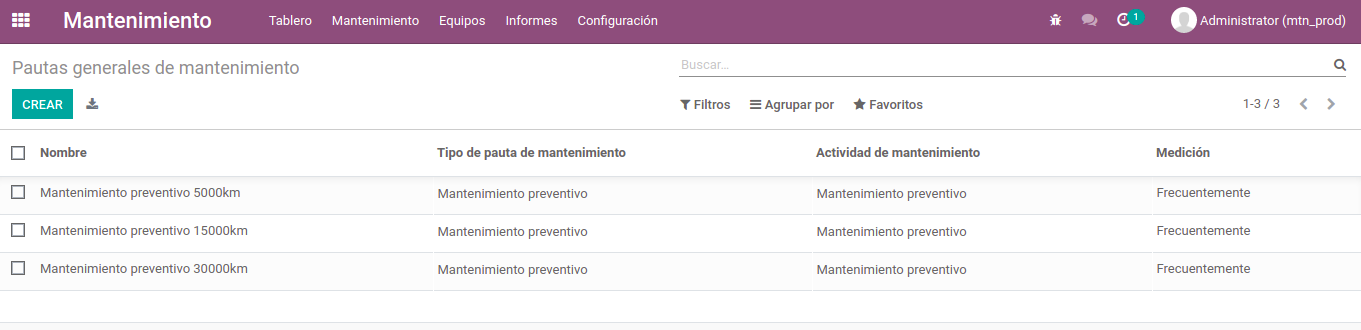 Mantenimiento Tablero Mantenimiento Equipos Informes Configuración 1 Administrator (mtn_prod)
Pautas generales de mantenimiento
Buscar...
CREAR
Filtros Agrupar por Favoritos 1-3 / 3
Nombre Tipo de pauta de mantenimiento Actividad de mantenimiento Medición
Mantenimiento preventivo 5000km Mantenimiento preventivo Mantenimiento preventivo Frecuentemente
Mantenimiento preventivo 15000km Mantenimiento preventivo Mantenimiento preventivo Frecuentemente
Mantenimiento preventivo 30000km Mantenimiento preventivo Mantenimiento preventivo Frecuentemente